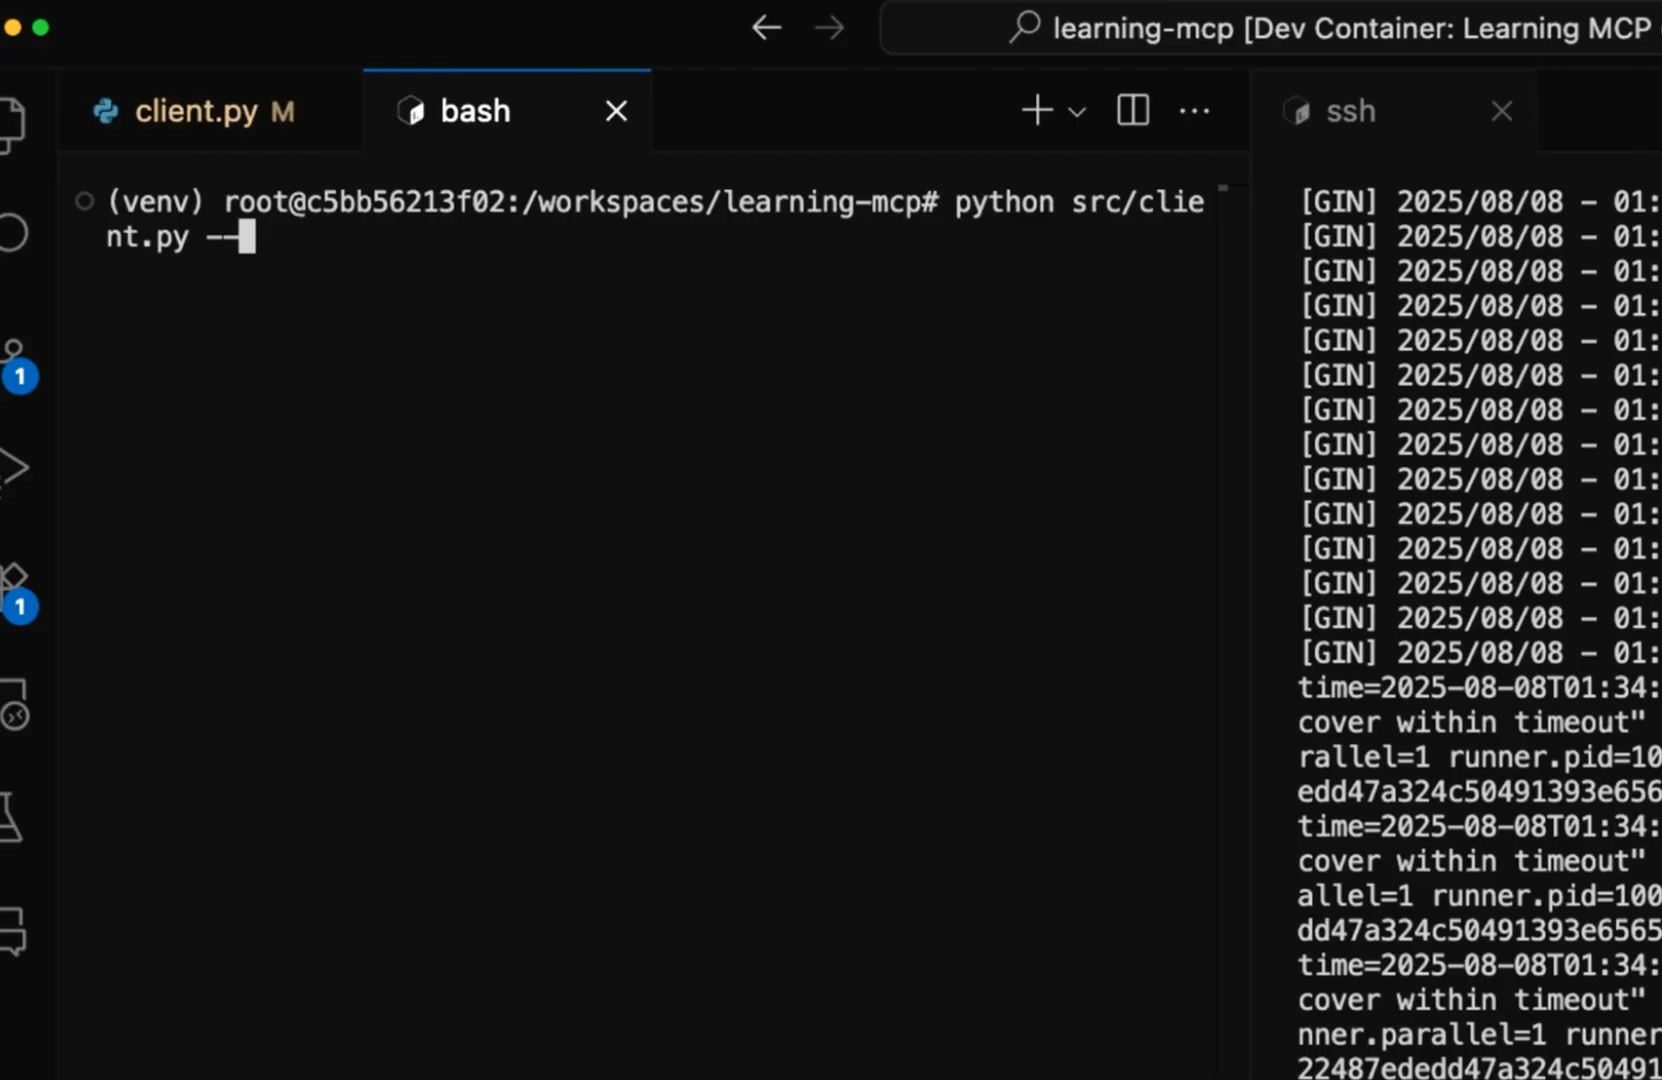 learning-mcp [Dev Container: Learning MCP
client.py M
bash
ssh
(venv) root@c5bb56213f02:/workspaces/learning-mcp# python src/clie
nt.py --
1
1
[GIN] 2025/08/08 - 01:
[GIN] 2025/08/08 - 01:
[GIN] 2025/08/08 - 01:
[GIN] 2025/08/08 - 01:
[GIN] 2025/08/08 - 01:
[GIN] 2025/08/08 - 01:
[GIN] 2025/08/08 - 01:
[GIN] 2025/08/08 - 01:
[GIN] 2025/08/08 - 01:
[GIN] 2025/08/08 - 01:
[GIN] 2025/08/08 - 01:
[GIN] 2025/08/08 - 01:
[GIN] 2025/08/08 - 01:
[GIN] 2025/08/08 - 01:
time=2025-08-08T01:34:
cover within timeout"
rallel=1 runner.pid=10
edd47a324c50491393e656
time=2025-08-08T01:34:
cover within timeout"
allel=1 runner.pid=100
dd47a324c50491393e6565
time=2025-08-08T01:34:
cover within timeout"
nner.parallel=1 runner
22487ededd47a324c50491